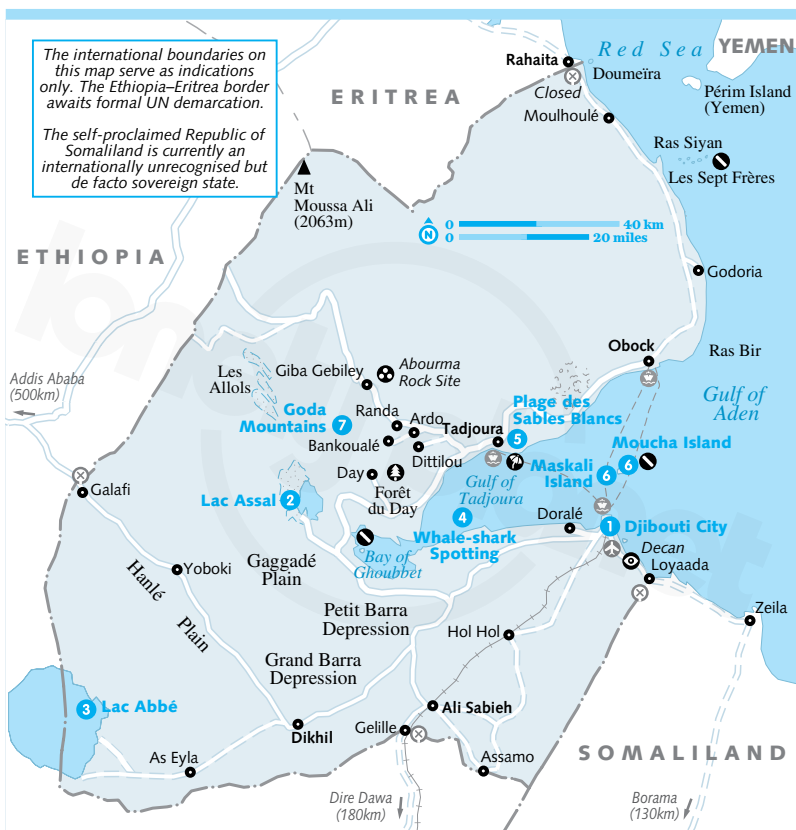 The international boundaries on
this map serve as indications
only. The Ethiopia–Eritrea border
awaits formal UN demarcation.
The self-proclaimed Republic of
Somaliland is currently an
internationally unrecognised but
de facto sovereign state.
Red Sea
YEMEN
Rahaita
Doumeïra
Closed
Périm Island
(Yemen)
ERITREA
Moulhoulé
Ras Siyan
Les Sept Frères
Mt
Moussa Ali
(2063m)
N
0
40 km
0
20 miles
ETHIOPIA
Godoria
Obock
Ras Bir
Les
Allols
Giba Gebiley
Abourma
Rock Site
Addis Ababa
(500km)
Gulf of
Aden
Goda
Mountains
7
Randa
Ardo
Bankoualé
Dittilou
Tadjoura
Plage des
Sables Blancs
5
Moucha Island
6
Maskali
Island
6
Day
Forêt
du Day
Gulf of
Tadjoura
Galafi
Lac Assal
2
4
Whale-shark
Spotting
Doralé
1
Djibouti City
Bay of
Ghoubbet
Decan
Loyaada
Gaggadé
Plain
Yoboki
Hanlé
Plain
Petit Barra
Depression
Hol Hol
Zeila
Grand Barra
Depression
3
Lac Abbé
Ali Sabieh
Dikhil
Gelille
As Eyla
Assamo
SOMALILAND
Dire Dawa
(180km)
Borama
(130km)
lonely planet